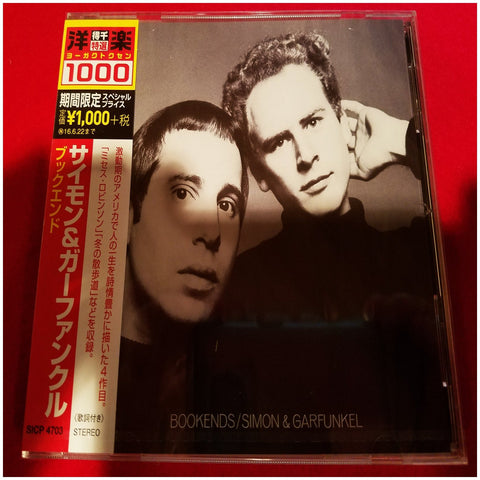 洋楽
得千
特選
ヨーガクトクセン
1000
期間限定 スペシャル
プライス
定価 ¥1,000+税
16.6.22まで
サイモン&ガーファンクル
ブックエンド
激動期のアメリカで人の一生を詩情豊かに描いた4作目。
「ミセス・ロビンソン」「冬の散歩道」などを収録。
SICP 4703
〈歌詞付き〉
STEREO
BOOKENDS/SIMON & GARFUNKEL